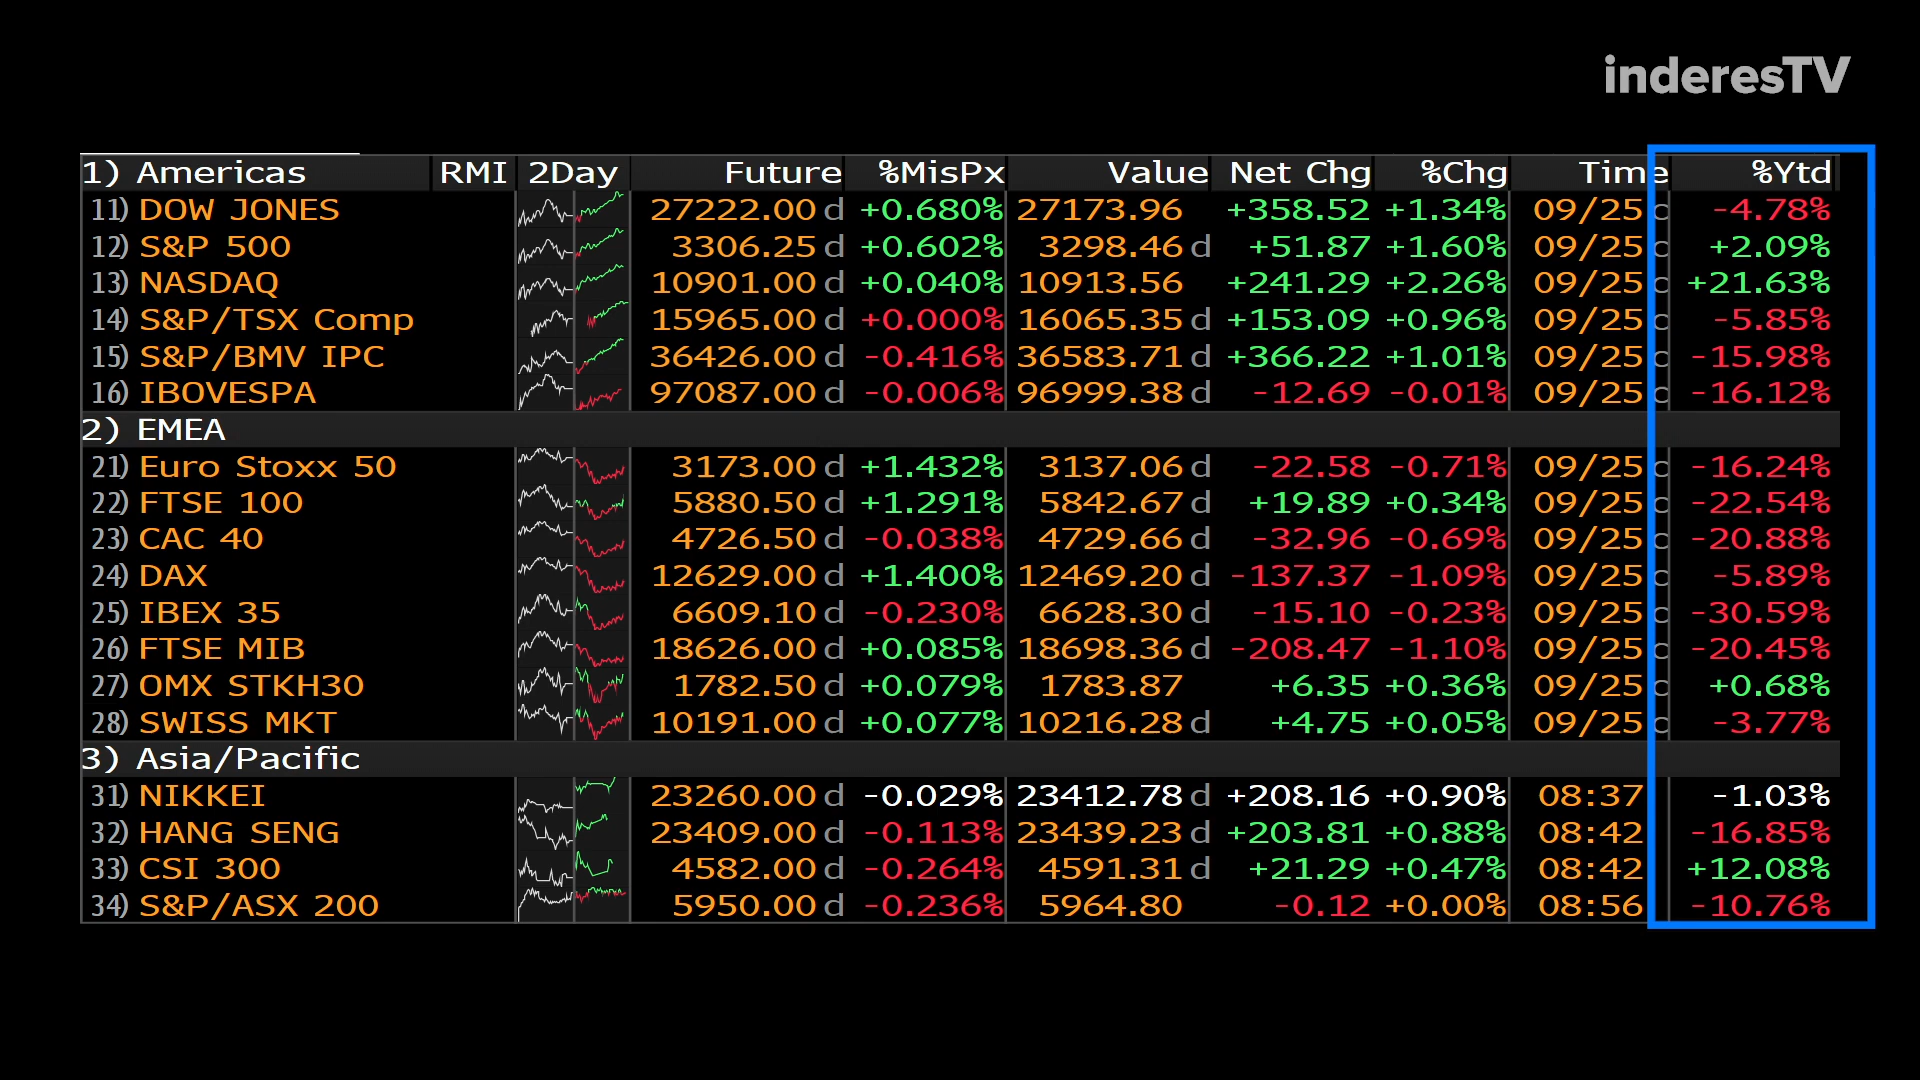 inderesTV
1) Americas RMI 2Day Future %MisPx Value Net Chg %Chg Time %Ytd
11) DOW JONES 27222.00 d +0.680% 27173.96 +358.52 +1.34% 09/25 c -4.78%
12) S&P 500 3306.25 d +0.602% 3298.46 d +51.87 +1.60% 09/25 c +2.09%
13) NASDAQ 10901.00 d +0.040% 10913.56 +241.29 +2.26% 09/25 c +21.63%
14) S&P/TSX Comp 15965.00 d +0.000% 16065.35 d +153.09 +0.96% 09/25 c -5.85%
15) S&P/BMV IPC 36426.00 d -0.416% 36583.71 d +366.22 +1.01% 09/25 c -15.98%
16) IBOVESPA 97087.00 d -0.006% 96999.38 d -12.69 -0.01% 09/25 c -16.12%
2) EMEA
21) Euro Stoxx 50 3173.00 d +1.432% 3137.06 d -22.58 -0.71% 09/25 c -16.24%
22) FTSE 100 5880.50 d +1.291% 5842.67 d +19.89 +0.34% 09/25 c -22.54%
23) CAC 40 4726.50 d -0.038% 4729.66 d -32.96 -0.69% 09/25 c -20.88%
24) DAX 12629.00 d +1.400% 12469.20 d -137.37 -1.09% 09/25 c -5.89%
25) IBEX 35 6609.10 d -0.230% 6628.30 d -15.10 -0.23% 09/25 c -30.59%
26) FTSE MIB 18626.00 d +0.085% 18698.36 d -208.47 -1.10% 09/25 c -20.45%
27) OMX STKH30 1782.50 d +0.079% 1783.87 +6.35 +0.36% 09/25 c +0.68%
28) SWISS MKT 10191.00 d +0.077% 10216.28 d +4.75 +0.05% 09/25 c -3.77%
3) Asia/Pacific
31) NIKKEI 23260.00 d -0.029% 23412.78 d +208.16 +0.90% 08:37 -1.03%
32) HANG SENG 23409.00 d -0.113% 23439.23 d +203.81 +0.88% 08:42 -16.85%
33) CSI 300 4582.00 d -0.264% 4591.31 d +21.29 +0.47% 08:42 +12.08%
34) S&P/ASX 200 5950.00 d -0.236% 5964.80 -0.12 +0.00% 08:56 -10.76%